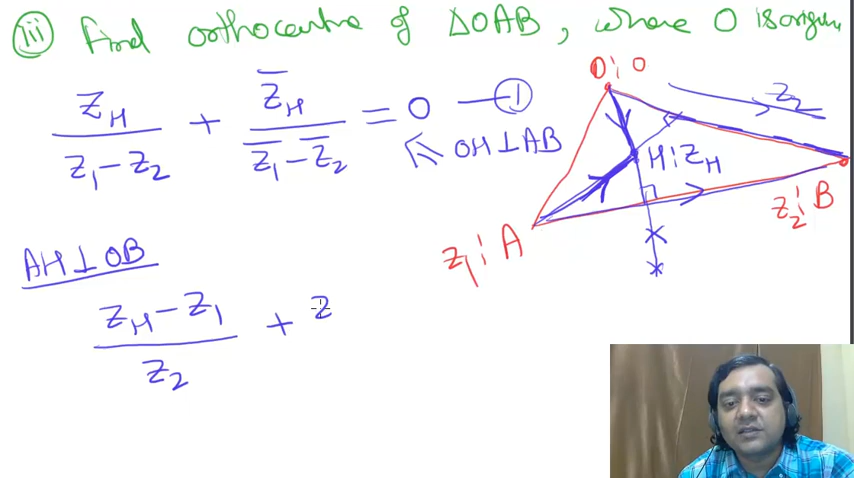 (iii) Find orthocentre of ΔOAB, where O is origin
O; 0
z_2
z_H/(z_1 - z_2) + z̄_H/(z̄_1 - z̄_2) = 0 — (1)
OH⊥AB
H; z_H
z_2; B
z_1; A
AH⊥OB
(z_H - z_1)/z_2 + z